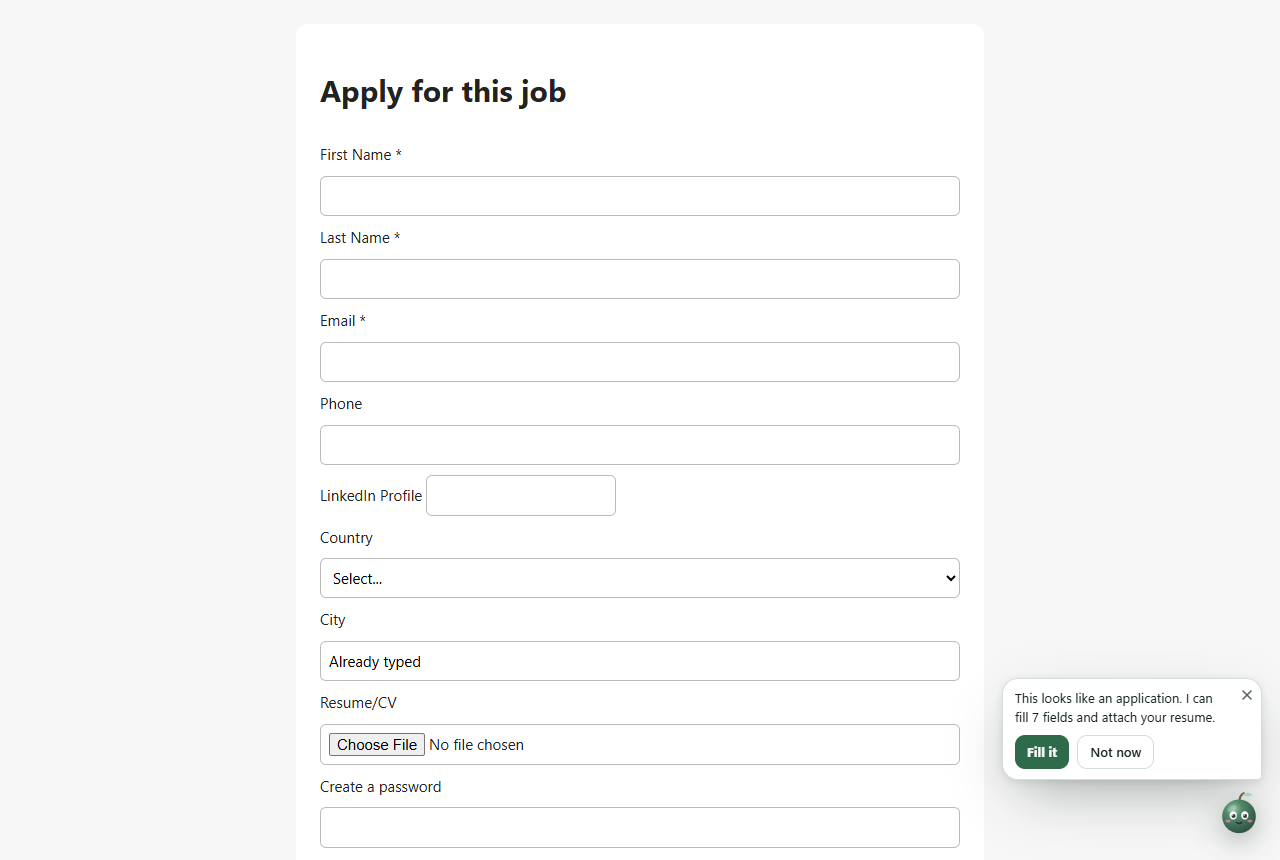 Apply for this job
First Name *
Last Name *
Email *
Phone
LinkedIn Profile
Country
Select...
City
Already typed
Resume/CV
Choose File No file chosen
Create a password
This looks like an application. I can
fill 7 fields and attach your resume.
Fill it
Not now